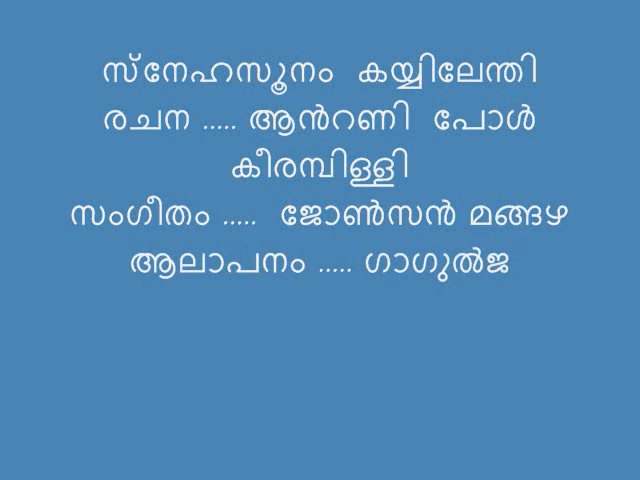 സ്നേഹസൂനം കയ്യിലേന്തി
രചന ..... ആൻറണി പോൾ
കീരമ്പിള്ളി
സംഗീതം ..... ജോൺസൻ മങ്ങഴ
ആലാപനം ..... ഗാഗുൽജ